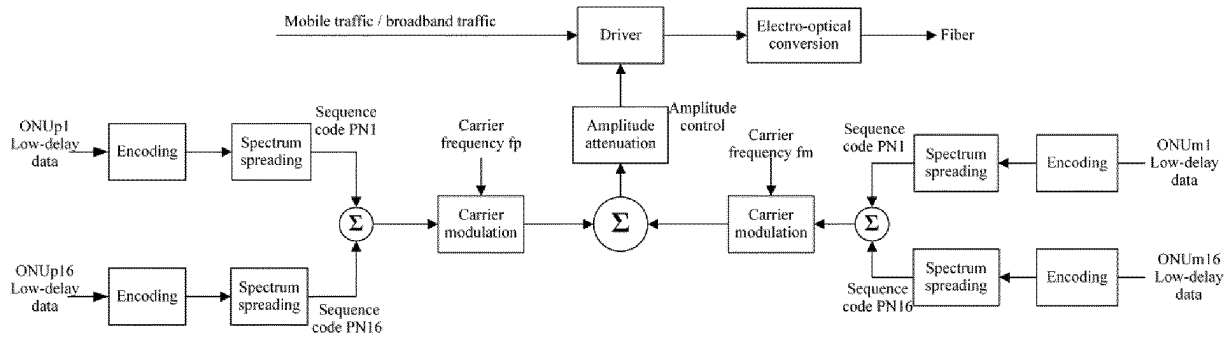 Mobile traffic / broadband traffic
Driver
Electro-optical
conversion
Fiber
ONUp1
Low-delay
data
Encoding
Spectrum
spreading
Sequence
code PN1
Carrier
frequency fp
Amplitude
attenuation
Amplitude
control
Carrier
frequency fm
Sequence
code PN1
Spectrum
spreading
Encoding
ONUm1
Low-delay
data
Σ
Carrier
modulation
Σ
Carrier
modulation
Σ
ONUp16
Low-delay
data
Encoding
Spectrum
spreading
Sequence
code PN16
Sequence
code PN16
Spectrum
spreading
Encoding
ONUm16
Low-delay
data